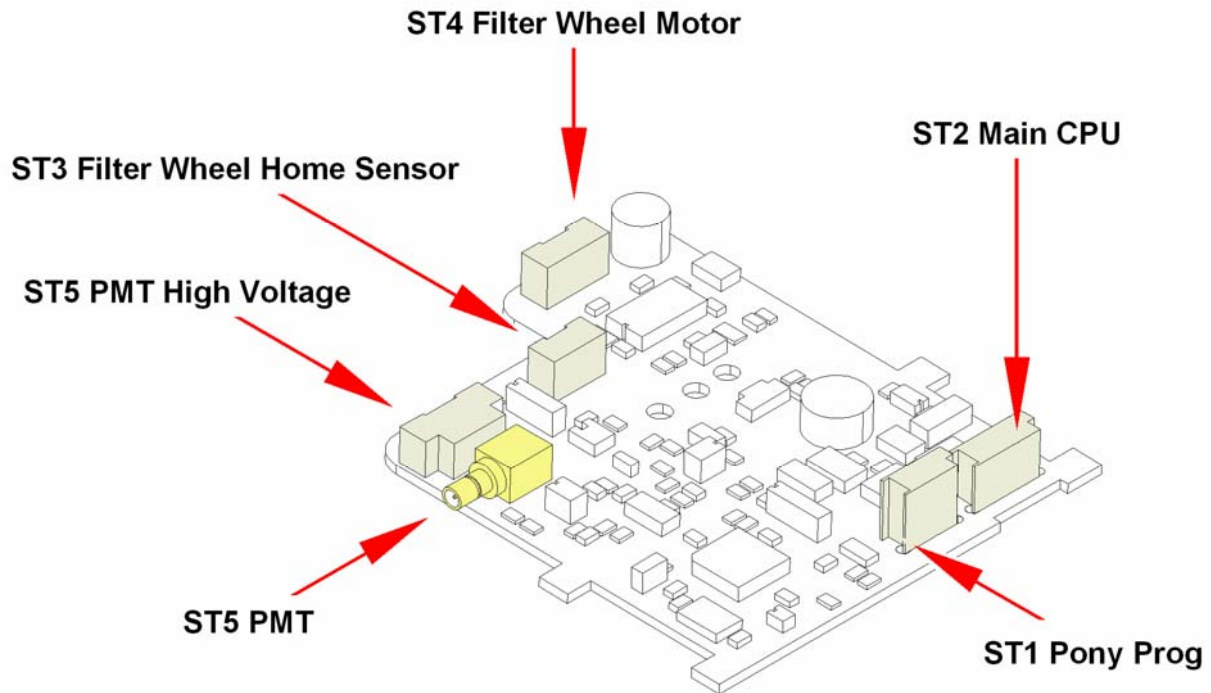 ST4 Filter Wheel Motor
ST2 Main CPU
ST3 Filter Wheel Home Sensor
ST5 PMT High Voltage
ST5 PMT
ST1 Pony Prog